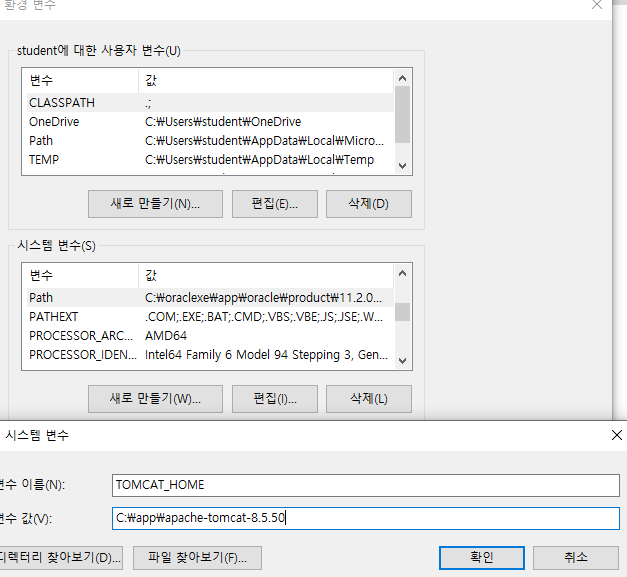 환경 변수
student에 대한 사용자 변수(U)
변수 값
CLASSPATH .;
OneDrive C:₩Users₩student₩OneDrive
Path C:₩Users₩student₩AppData₩Local₩Micro...
TEMP C:₩Users₩student₩AppData₩Local₩Temp
새로 만들기(N)... 편집(E)... 삭제(D)
시스템 변수(S)
변수 값
Path C:₩oraclexe₩app₩oracle₩product₩11.2.0...
PATHEXT .COM;.EXE;.BAT;.CMD;.VBS;.VBE;.JS;.JSE;.W...
PROCESSOR_ARC... AMD64
PROCESSOR_IDEN... Intel64 Family 6 Model 94 Stepping 3, Gen...
새로 만들기(W)... 편집(I)... 삭제(L)
시스템 변수
변수 이름(N): TOMCAT_HOME
변수 값(V): C:₩app₩apache-tomcat-8.5.50
디렉터리 찾아보기(D)... 파일 찾아보기(F)... 확인 취소